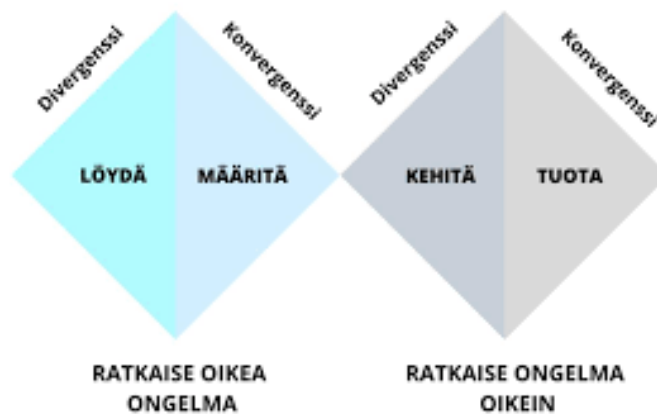 Divergenssi
Konvergenssi
Divergenssi
Konvergenssi
LÖYDÄ
MÄÄRITÄ
KEHITÄ
TUOTA
RATKAISE OIKEA
ONGELMA
RATKAISE ONGELMA
OIKEIN